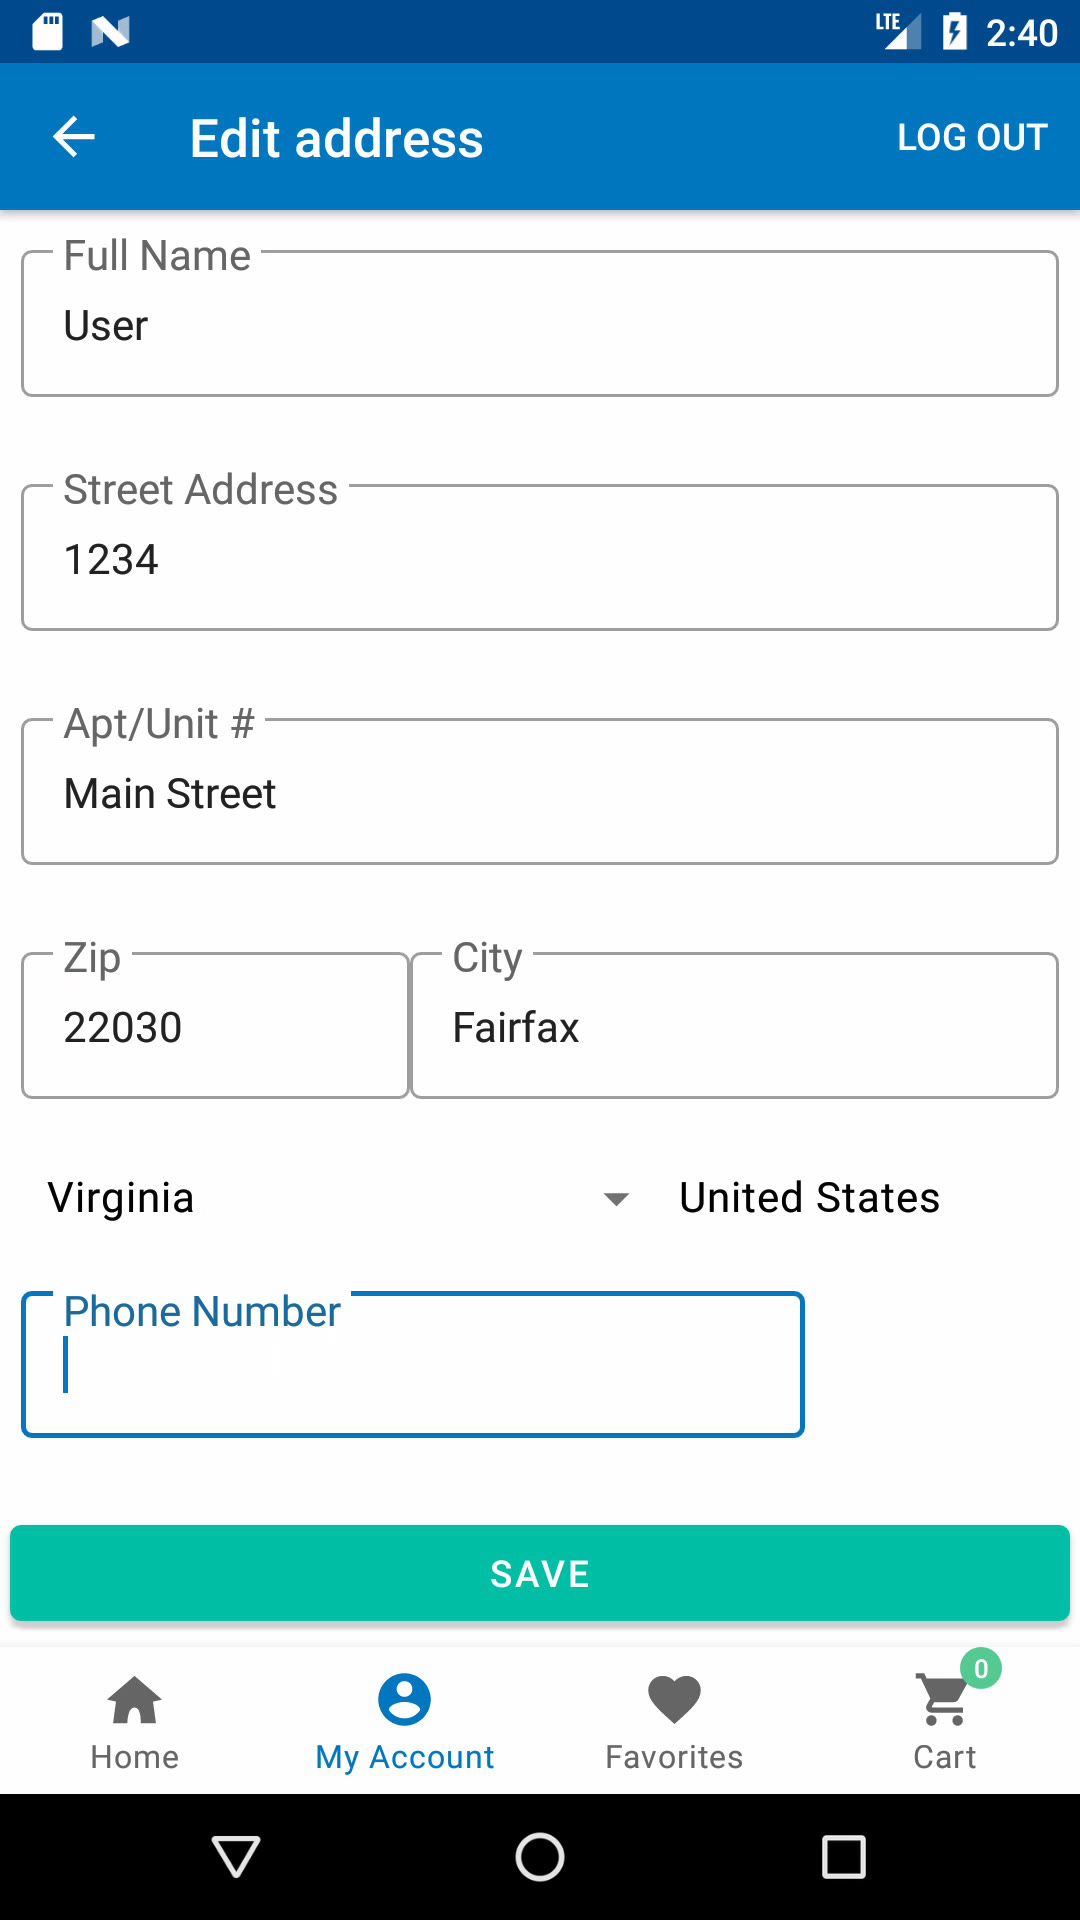 LTE 2:40
Edit address LOG OUT
Full Name
User
Street Address
1234
Apt/Unit #
Main Street
Zip City
22030 Fairfax
Virginia United States
Phone Number
SAVE
0
Home My Account Favorites Cart